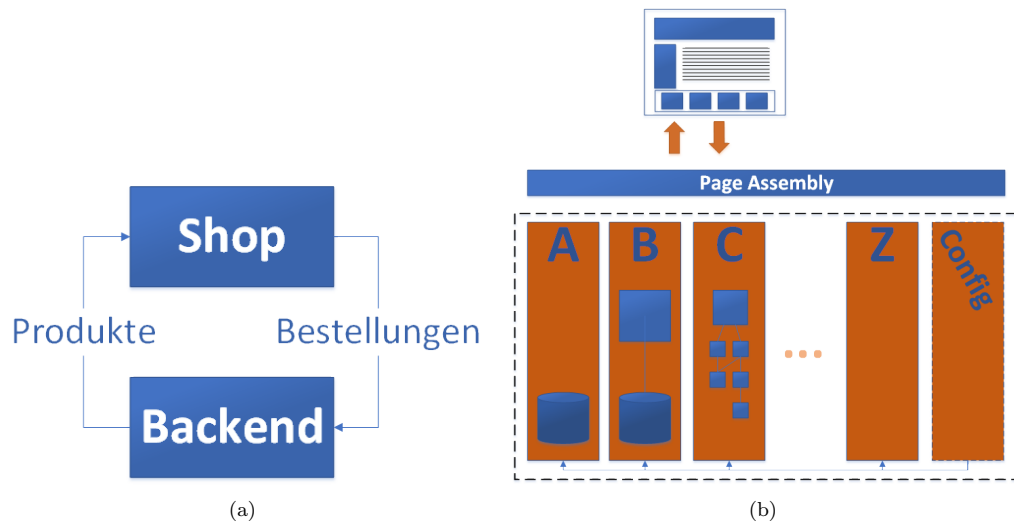 Shop
Produkte
Bestellungen
Backend
(a)
Page Assembly
A
B
C
Z
Config
(b)